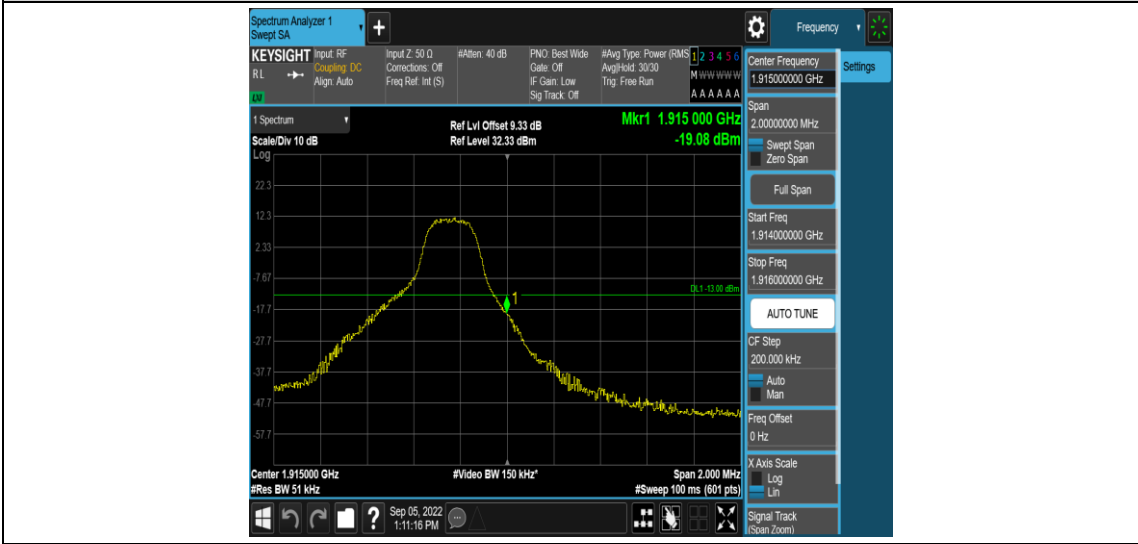 Spectrum Analyzer 1
Swept SA
+
Frequency
KEYSIGHT
RL
Input: RF
Coupling: DC
Align: Auto
Input Z: 50 Ω
Corrections: Off
Freq Ref: Int (S)
#Atten: 40 dB
PNO: Best Wide
Gate: Off
IF Gain: Low
Sig Track: Off
#Avg Type: Power (RMS
Avg|Hold: 30/30
Trig: Free Run
1 2 3 4 5 6
M W W W W W
A A A A A A
1 Spectrum
Scale/Div 10 dB
Log
Ref Lvl Offset 9.33 dB
Ref Level 32.33 dBm
Mkr1 1.915 000 GHz
-19.08 dBm
22.3
12.3
2.33
-7.67
-17.7
-27.7
-37.7
-47.7
-57.7
DL1 -13.00 dBm
1
Center 1.915000 GHz
#Res BW 51 kHz
#Video BW 150 kHz*
Span 2.000 MHz
#Sweep 100 ms (601 pts)
?
Sep 05, 2022
1:11:16 PM
Center Frequency
1.915000000 GHz
Settings
Span
2.00000000 MHz
Swept Span
Zero Span
Full Span
Start Freq
1.914000000 GHz
Stop Freq
1.916000000 GHz
AUTO TUNE
CF Step
200.000 kHz
Auto
Man
Freq Offset
0 Hz
X Axis Scale
Log
Lin
Signal Track
(Span Zoom)